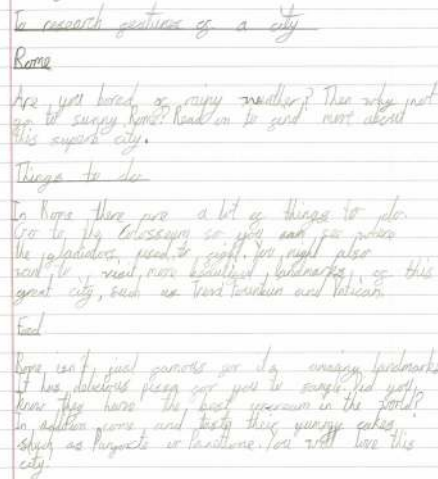 To research features of a city
Rome
Are you bored of rainy weather? Then why not
go to sunny Rome? Read on to find more about
this superb city.
Things to do
In Rome there are a lot of things to do.
Go to the Colosseum so you can see where
the gladiators used to fight. You might also
want to visit more beautiful landmarks of this
great city, such as Trevi Fountain and Vatican.
Food
Rome isn't just famous for its amazing landmarks.
It has delicious pizza for you to sample. Did you
know they have the best icecream in the world?
In addition come and taste their yummy cakes,
such as or Panettone. You will love this
city.